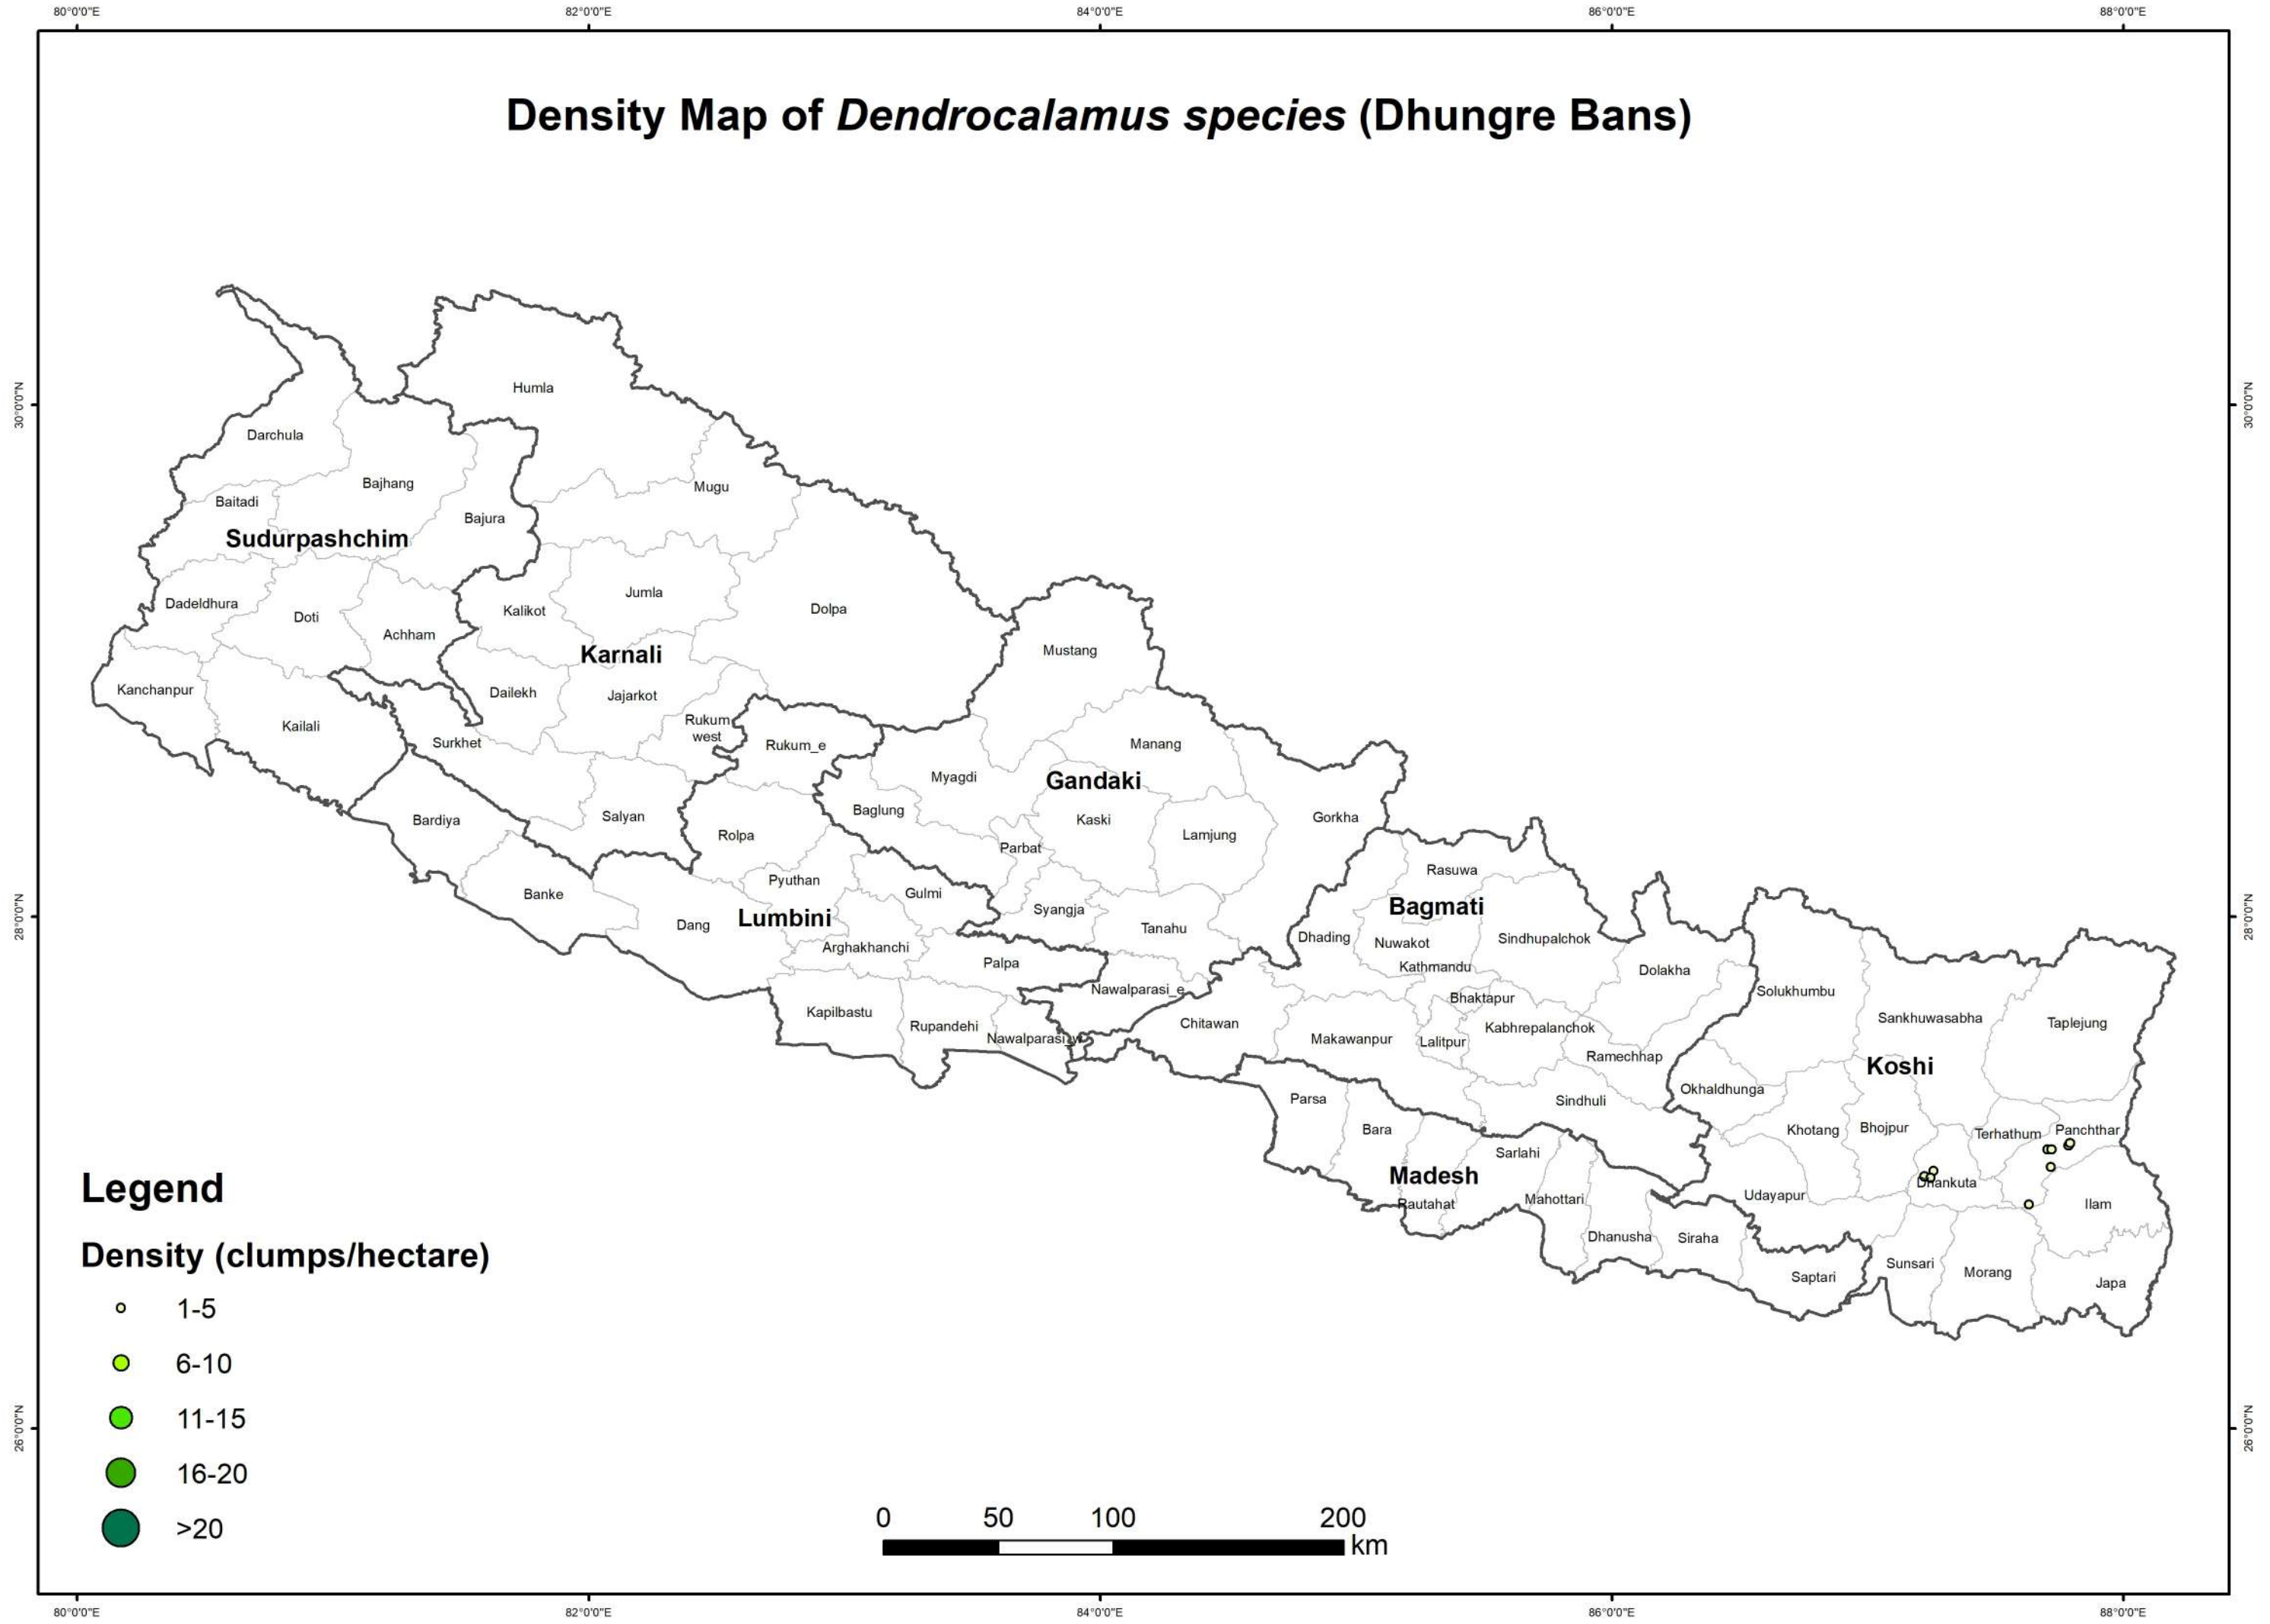 80°0'0"E 82°0'0"E 84°0'0"E 86°0'0"E 88°0'0"E
Density Map of Dendrocalamus species (Dhungre Bans)
30°0'0"N 30°0'0"N
28°0'0"N 28°0'0"N
26°0'0"N 26°0'0"N
Humla
Darchula
Bajhang
Mugu
Baitadi
Bajura
Sudurpashchim
Jumla
Dadeldhura
Dolpa
Kalikot
Doti
Achham
Mustang
Karnali
Kanchanpur
Dailekh
Jajarkot
Rukum
west
Kailali
Surkhet
Rukum_e
Manang
Myagdi
Gandaki
Baglung
Salyan
Bardiya
Kaski
Gorkha
Rolpa
Lamjung
Parbat
Rasuwa
Pyuthan
Banke
Gulmi
Bagmati
Syangja
Lumbini
Dang
Tanahu
Dhading
Sindhupalchok
Nuwakot
Arghakhanchi
Palpa
Kathmandu
Dolakha
Nawalparasi_e
Solukhumbu
Bhaktapur
Kapilbastu
Sankhuwasabha
Chitawan
Taplejung
Rupandehi
Kabhrepalanchok
Nawalparasi_w
Makawanpur
Lalitpur
Ramechhap
Koshi
Okhaldhunga
Parsa
Sindhuli
Bara
Khotang
Bhojpur
Terhathum
Panchthar
Sarlahi
Madesh
Dhankuta
Udayapur
Mahottari
Rautahat
Ilam
Dhanusha
Siraha
Sunsari
Morang
Saptari
Japa
Legend
Density (clumps/hectare)
1-5
6-10
11-15
16-20
>20
0 50 100 200
km
80°0'0"E 82°0'0"E 84°0'0"E 86°0'0"E 88°0'0"E